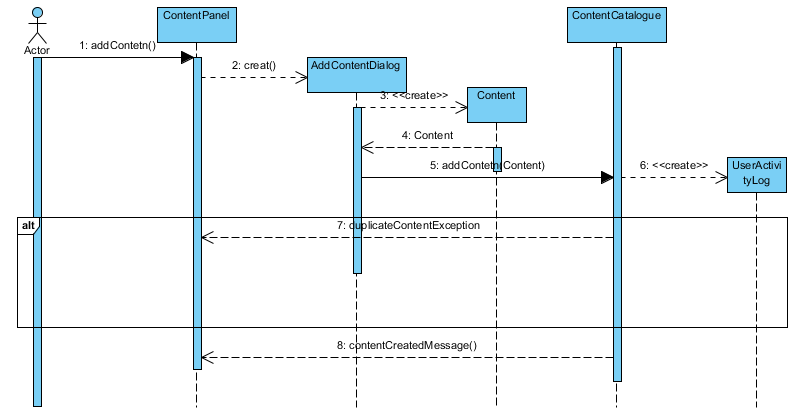 ContentPanel
ContentCatalogue
Actor
1: addContetn()
2: creat()
AddContentDialog
3: <<create>>
Content
4: Content
5: addContetn(Content)
6: <<create>>
UserActivi
tyLog
alt
7: duplicateContentException
8: contentCreatedMessage()